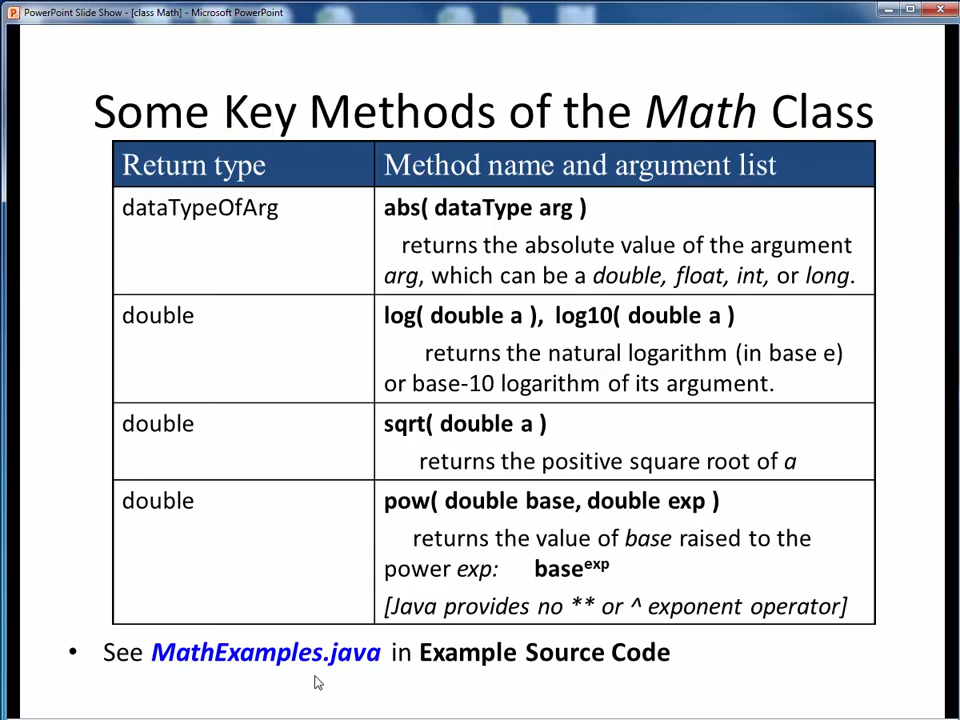 PowerPoint Slide Show - [class Math] - Microsoft PowerPoint
Some Key Methods of the Math Class
Return type
Method name and argument list
dataTypeOfArg
abs( dataType arg )
returns the absolute value of the argument
arg, which can be a double, float, int, or long.
double
log( double a ), log10( double a )
returns the natural logarithm (in base e)
or base-10 logarithm of its argument.
double
sqrt( double a )
returns the positive square root of a
double
pow( double base, double exp )
returns the value of base raised to the
power exp: base^exp
[Java provides no ** or ^ exponent operator]
• See MathExamples.java in Example Source Code